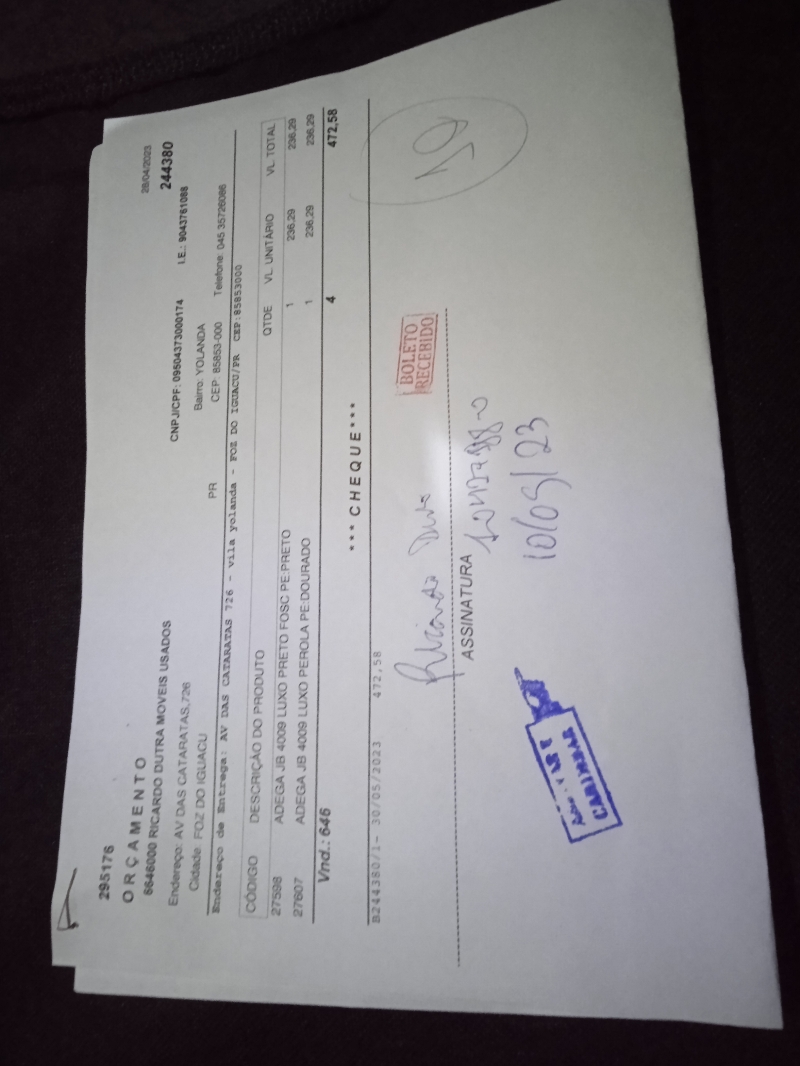 295176
28/04/2023
ORÇAMENTO
244380
6646000 RICARDO DUTRA MOVEIS USADOS
CNPJ/CPF: 09504373000174 I.E.: 9043761088
Endereço: AV DAS CATARATAS,726
Bairro: YOLANDA
Cidade: FOZ DO IGUACU PR CEP: 85853-000 Telefone: 045 35726086
Endereço de Entrega: AV DAS CATARATAS 726 - vila yolanda - FOZ DO IGUACU/PR CEP:85853000
CÓDIGO DESCRIÇÃO DO PRODUTO QTDE VL. UNITÁRIO VL. TOTAL
27598 ADEGA JB 4009 LUXO PRETO FOSC PE:PRETO 1 236,29 236,29
27607 ADEGA JB 4009 LUXO PEROLA PE:DOURADO 1 236,29 236,29
Vnd.: 646 4 472,58
*** CHEQUE ***
B244380/1- 30/05/2023 472,58
BOLETO
RECEBIDO
Ricardo
ASSINATURA
10/05/23